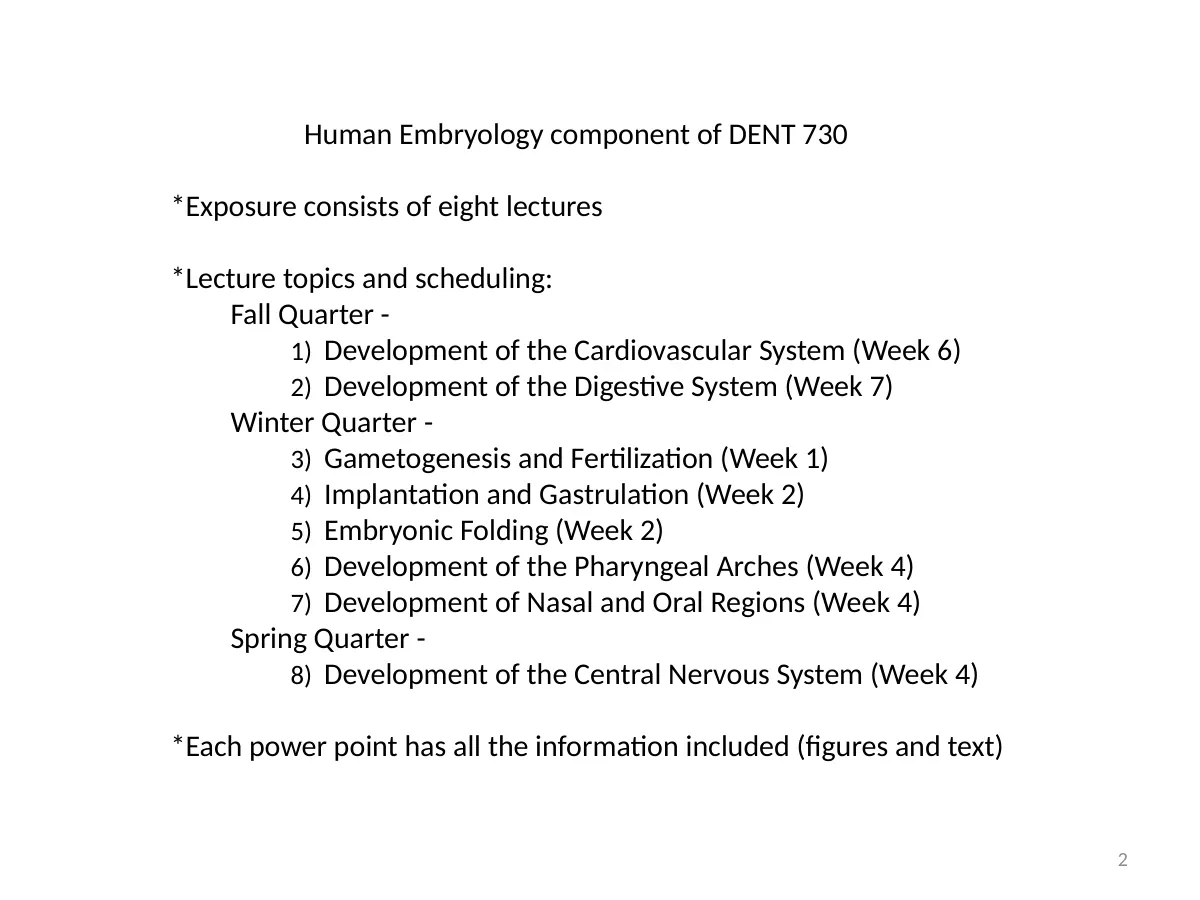 Human Embryology component of DENT 730
*Exposure consists of eight lectures
*Lecture topics and scheduling:
Fall Quarter -
1) Development of the Cardiovascular System (Week 6)
2) Development of the Digestive System (Week 7)
Winter Quarter -
3) Gametogenesis and Fertilization (Week 1)
4) Implantation and Gastrulation (Week 2)
5) Embryonic Folding (Week 2)
6) Development of the Pharyngeal Arches (Week 4)
7) Development of Nasal and Oral Regions (Week 4)
Spring Quarter -
8) Development of the Central Nervous System (Week 4)
*Each power point has all the information included (figures and text)
2